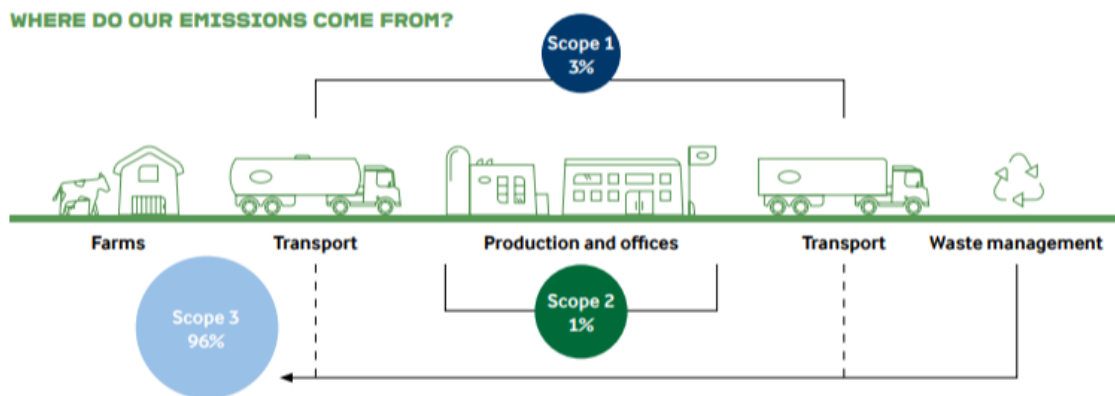 WHERE DO OUR EMISSIONS COME FROM?
Scope 1
3%
Farms
Transport
Production and offices
Transport
Waste management
Scope 3
96%
Scope 2
1%